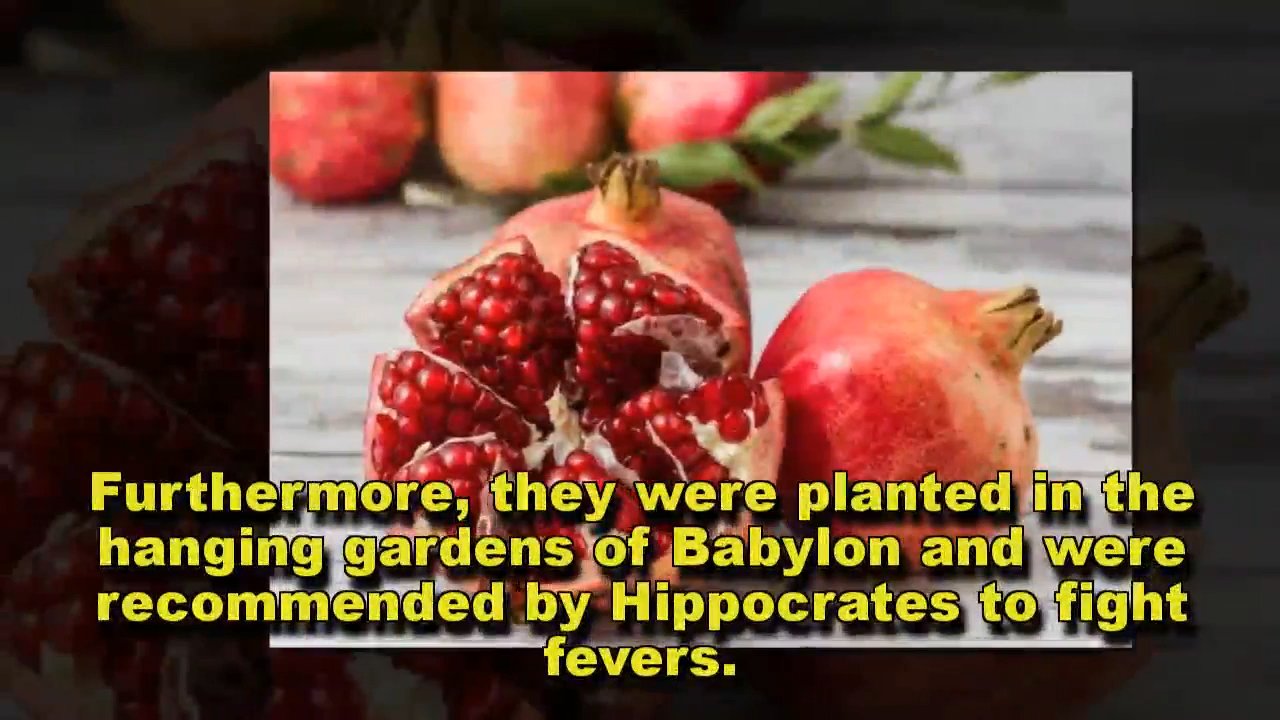 Furthermore, they were planted in the
hanging gardens of Babylon and were
recommended by Hippocrates to fight
fevers.